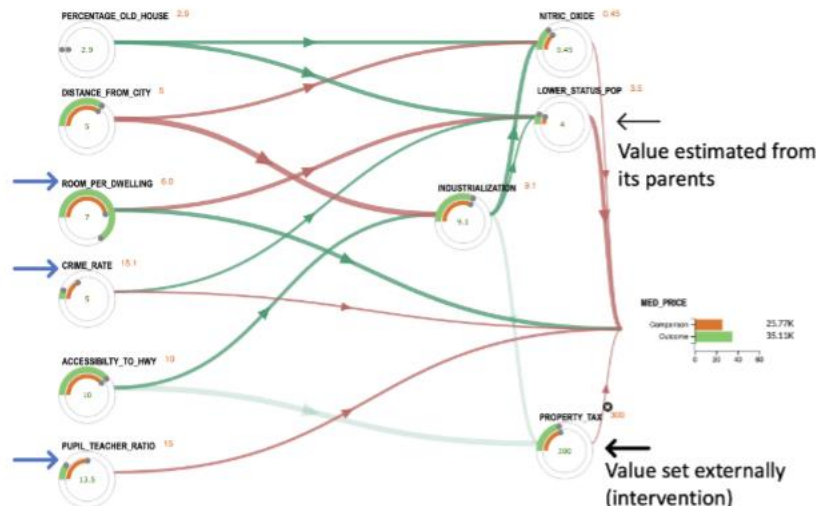 PERCENTAGE_OLD_HOUSE 2.9
2.9
DISTANCE_FROM_CITY 5
5
ROOM_PER_DWELLING 6.0
7
CRIME_RATE 15.1
5
ACCESSIBILTY_TO_HWY 10
10
PUPIL_TEACHER_RATIO 15
13.5
INDUSTRIALIZATION 9.1
9.1
NITRIC_OXIDE 0.45
0.45
LOWER_STATUS_POP 3.5
4
Value estimated from
its parents
MED_PRICE
Comparison 25.77K
Outcome 35.11K
0 20 40 60
PROPERTY_TAX 300
200
Value set externally
(intervention)